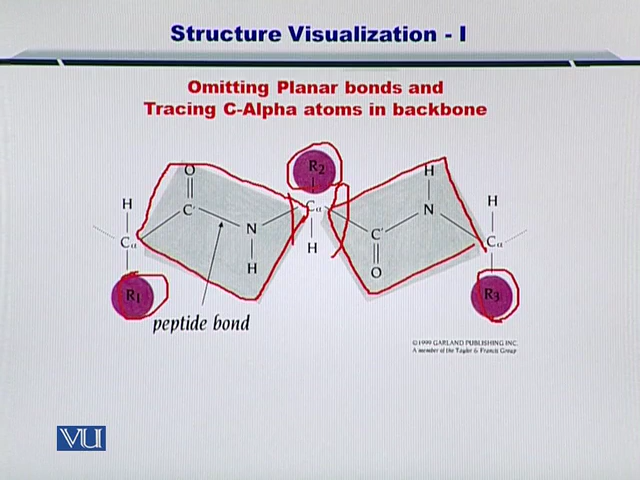 Structure Visualization - I
Omitting Planar bonds and
Tracing C-Alpha atoms in backbone
O
H
R2
H
H
C'
N
Cα
C'
N
Cα
Cα
H
H
O
R1
R3
peptide bond
©1999 GARLAND PUBLISHING INC.
A member of the Taylor & Francis Group
VU